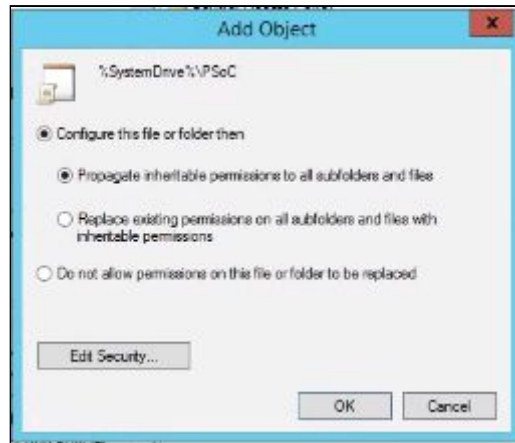 Add Object
x
%SystemDrive%\PSoC
Configure this file or folder then
Propagate inheritable permissions to all subfolders and files
Replace existing permissions on all subfolders and files with
inheritable permissions
Do not allow permissions on this file or folder to be replaced
Edit Security...
OK
Cancel